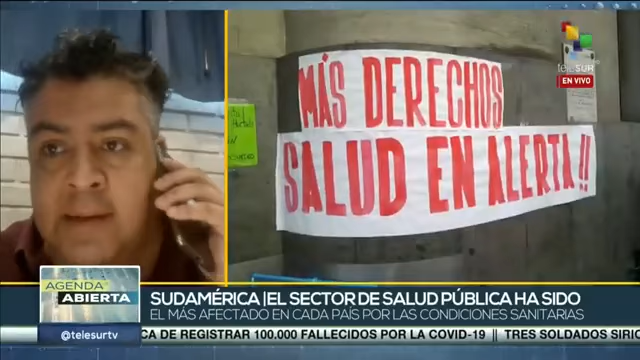 MÁS DERECHOS
SALUD EN ALERTA !!
teleSUR
EN VIVO
AGENDA
ABIERTA
SUDAMÉRICA |EL SECTOR DE SALUD PÚBLICA HA SIDO
EL MÁS AFECTADO EN CADA PAÍS POR LAS CONDICIONES SANITARIAS
@telesurtv
CA DE REGISTRAR 100.000 FALLECIDOS POR LA COVID-19 || TRES SOLDADOS SIRIO